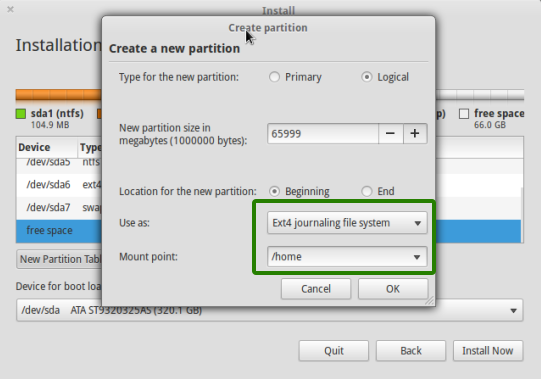 Install
Create partition
Installation
Create a new partition
Type for the new partition: Primary Logical
sda1 (ntfs)
104.9 MB
free space
66.0 GB
New partition size in
megabytes (1000000 bytes):
65999
Device Type
/dev/sda5 ntfs
/dev/sda6 ext4
/dev/sda7 swap
free space
Location for the new partition: Beginning End
Use as: Ext4 journaling file system
Mount point: /home
New Partition Tabl
Cancel OK
Device for boot loa
/dev/sda ATA ST9320325AS (320.1 GB)
Quit Back Install Now